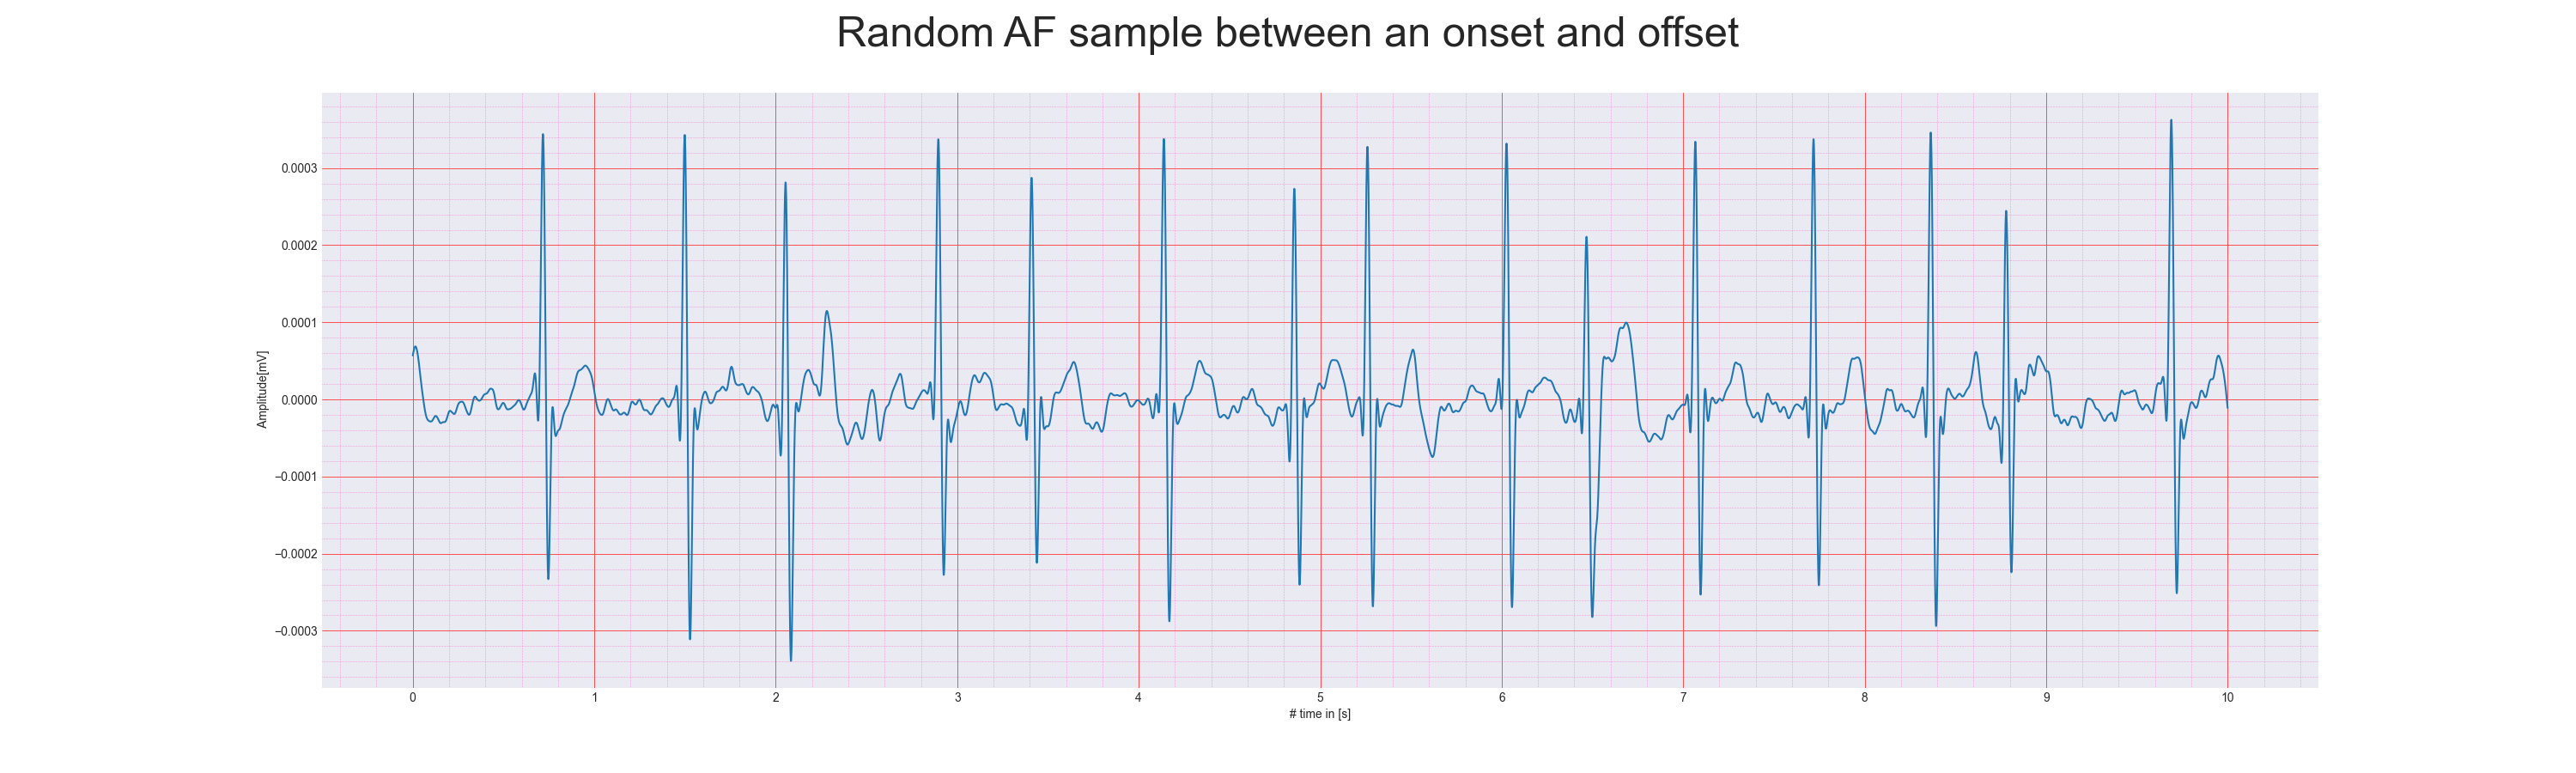 Random AF sample between an onset and offset
0.0003
0.0002
0.0001
0.0000
−0.0001
−0.0002
−0.0003
Amplitude[mV]
0 1 2 3 4 5 6 7 8 9 10
# time in [s]